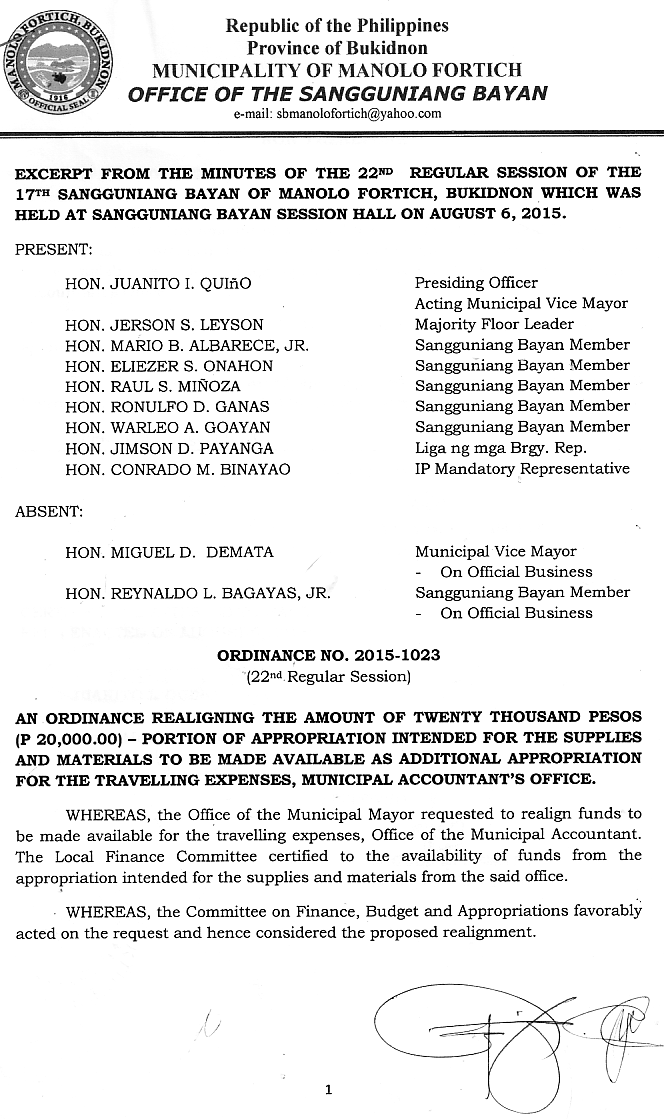 MANOLO FORTICH, BUKIDNON
1916
OFFICIAL SEAL
Republic of the Philippines
Province of Bukidnon
MUNICIPALITY OF MANOLO FORTICH
OFFICE OF THE SANGGUNIANG BAYAN
e-mail: sbmanolofortich@yahoo.com
EXCERPT FROM THE MINUTES OF THE 22ND REGULAR SESSION OF THE
17TH SANGGUNIANG BAYAN OF MANOLO FORTICH, BUKIDNON WHICH WAS
HELD AT SANGGUNIANG BAYAN SESSION HALL ON AUGUST 6, 2015.
PRESENT:
HON. JUANITO I. QUIñO Presiding Officer
Acting Municipal Vice Mayor
HON. JERSON S. LEYSON Majority Floor Leader
HON. MARIO B. ALBARECE, JR. Sangguniang Bayan Member
HON. ELIEZER S. ONAHON Sangguniang Bayan Member
HON. RAUL S. MIÑOZA Sangguniang Bayan Member
HON. RONULFO D. GANAS Sangguniang Bayan Member
HON. WARLEO A. GOAYAN Sangguniang Bayan Member
HON. JIMSON D. PAYANGA Liga ng mga Brgy. Rep.
HON. CONRADO M. BINAYAO IP Mandatory Representative
ABSENT:
HON. MIGUEL D. DEMATA Municipal Vice Mayor
- On Official Business
HON. REYNALDO L. BAGAYAS, JR. Sangguniang Bayan Member
- On Official Business
ORDINANCE NO. 2015-1023
(22nd Regular Session)
AN ORDINANCE REALIGNING THE AMOUNT OF TWENTY THOUSAND PESOS
(P 20,000.00) – PORTION OF APPROPRIATION INTENDED FOR THE SUPPLIES
AND MATERIALS TO BE MADE AVAILABLE AS ADDITIONAL APPROPRIATION
FOR THE TRAVELLING EXPENSES, MUNICIPAL ACCOUNTANT'S OFFICE.
WHEREAS, the Office of the Municipal Mayor requested to realign funds to
be made available for the travelling expenses, Office of the Municipal Accountant.
The Local Finance Committee certified to the availability of funds from the
appropriation intended for the supplies and materials from the said office.
WHEREAS, the Committee on Finance, Budget and Appropriations favorably
acted on the request and hence considered the proposed realignment.
1